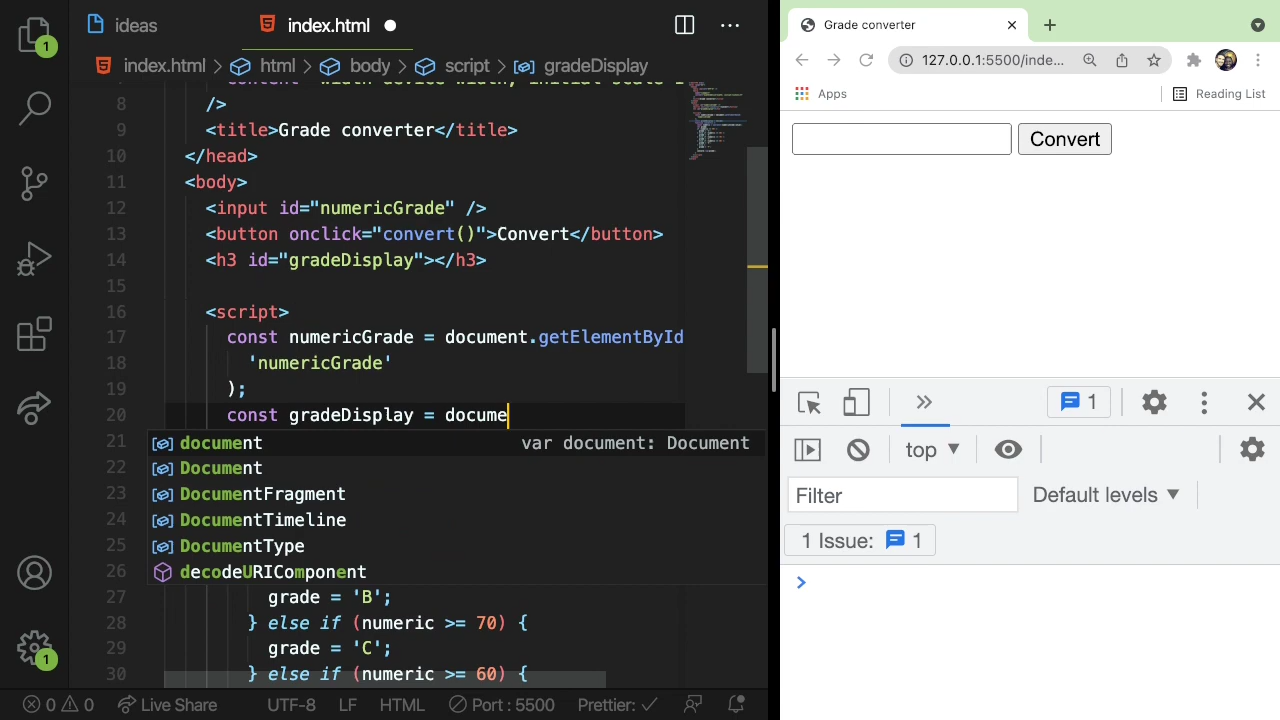 1
ideas
index.html
index.html > html > body > script > gradeDisplay
8 />
9 <title>Grade converter</title>
10 </head>
11 <body>
12 <input id="numericGrade" />
13 <button onclick="convert()">Convert</button>
14 <h3 id="gradeDisplay"></h3>
15
16 <script>
17 const numericGrade = document.getElementById
18 'numericGrade'
19 );
20 const gradeDisplay = docume
21 document var document: Document
22 Document
23 DocumentFragment
24 DocumentTimeline
25 DocumentType
26 decodeURIComponent
27 grade = 'B';
28 } else if (numeric >= 70) {
29 grade = 'C';
30 } else if (numeric >= 60) {
1
0 0 Live Share UTF-8 LF HTML Port : 5500 Prettier:
Grade converter
127.0.0.1:5500/inde...
Apps Reading List
Convert
1
top
Filter Default levels
1 Issue: 1